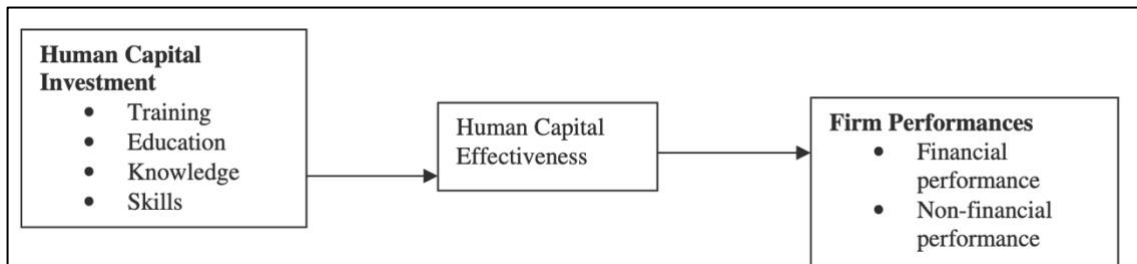 Human Capital
Investment
• Training
• Education
• Knowledge
• Skills
Human Capital
Effectiveness
Firm Performances
• Financial
performance
• Non-financial
performance